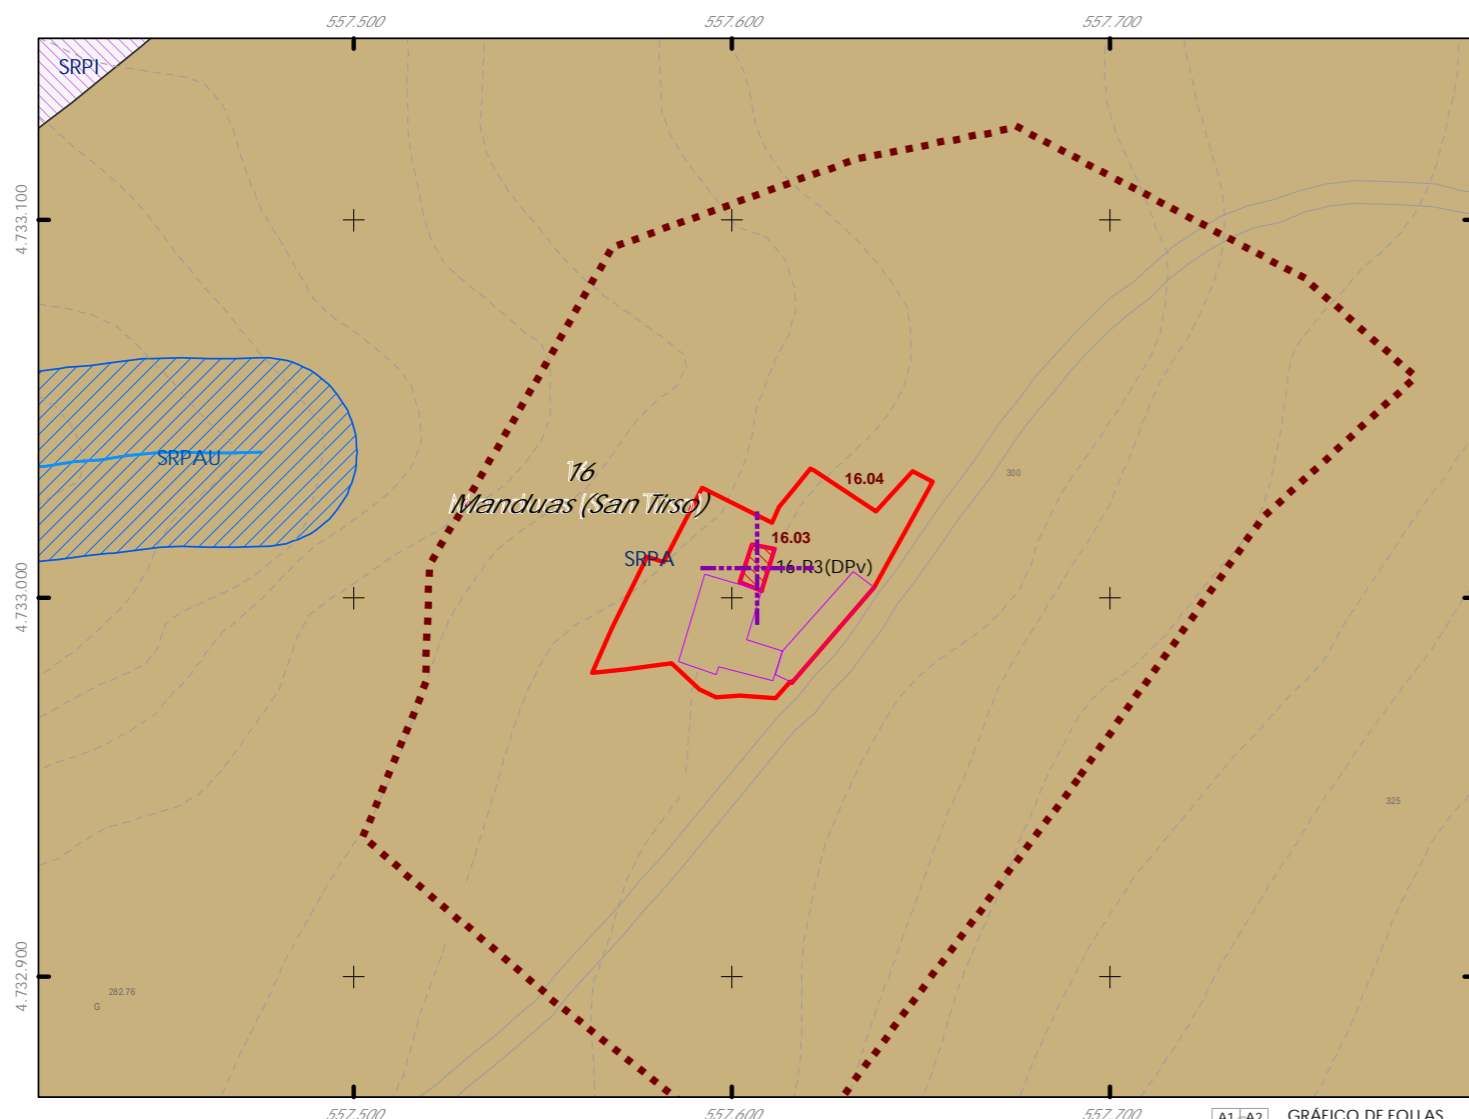 557.500 557.600 557.700
SRPI
4.733.100
16
Manduas (San Tirso)
SRPAU
16.04
300
16.03
SRPA
16-R3(DPv)
4.733.000
325
4.732.900
282.76
G
557.500 557.600 557.700
A1 A2 GRÁFICO DE FOLLAS